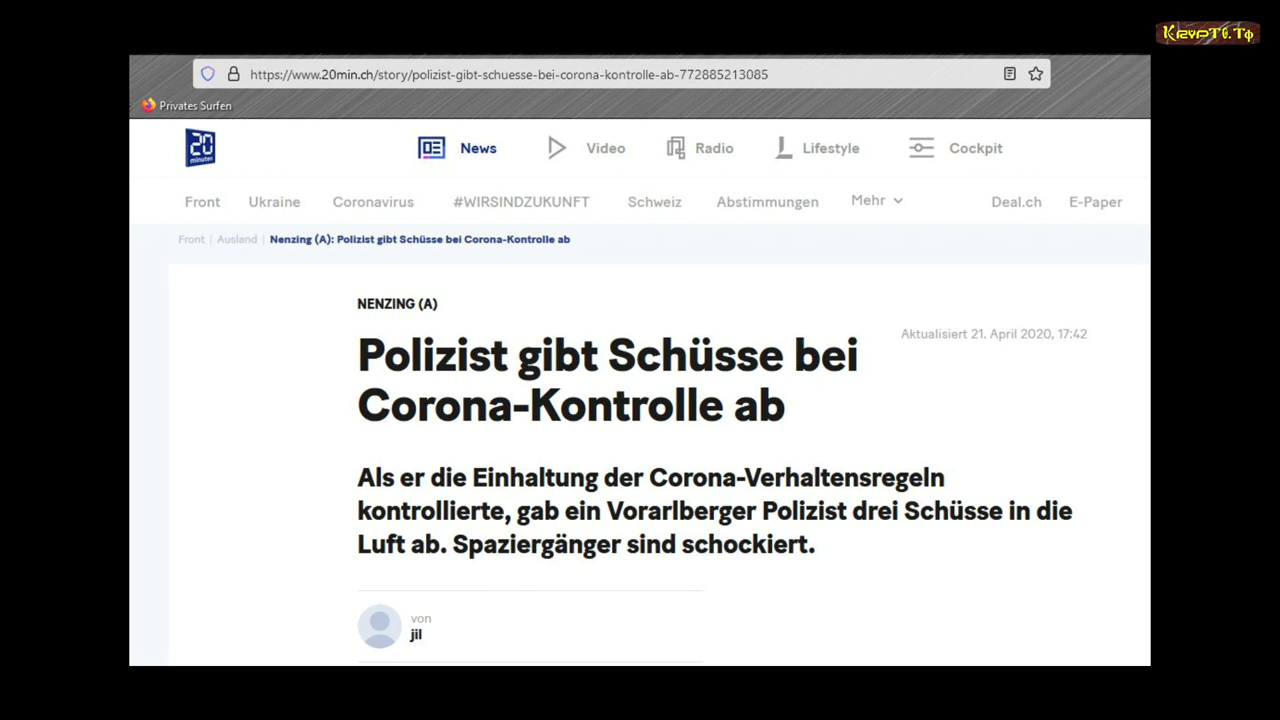 KrypT0.Tφ
https://www.20min.ch/story/polizist-gibt-schuesse-bei-corona-kontrolle-ab-772885213085
Privates Surfen
20 minuten
News Video Radio Lifestyle Cockpit
Front Ukraine Coronavirus #WIRSINDZUKUNFT Schweiz Abstimmungen Mehr Deal.ch E-Paper
Front | Ausland | Nenzing (A): Polizist gibt Schüsse bei Corona-Kontrolle ab
NENZING (A)
Aktualisiert 21. April 2020, 17:42
Polizist gibt Schüsse bei
Corona-Kontrolle ab
Als er die Einhaltung der Corona-Verhaltensregeln
kontrollierte, gab ein Vorarlberger Polizist drei Schüsse in die
Luft ab. Spaziergänger sind schockiert.
von
jil